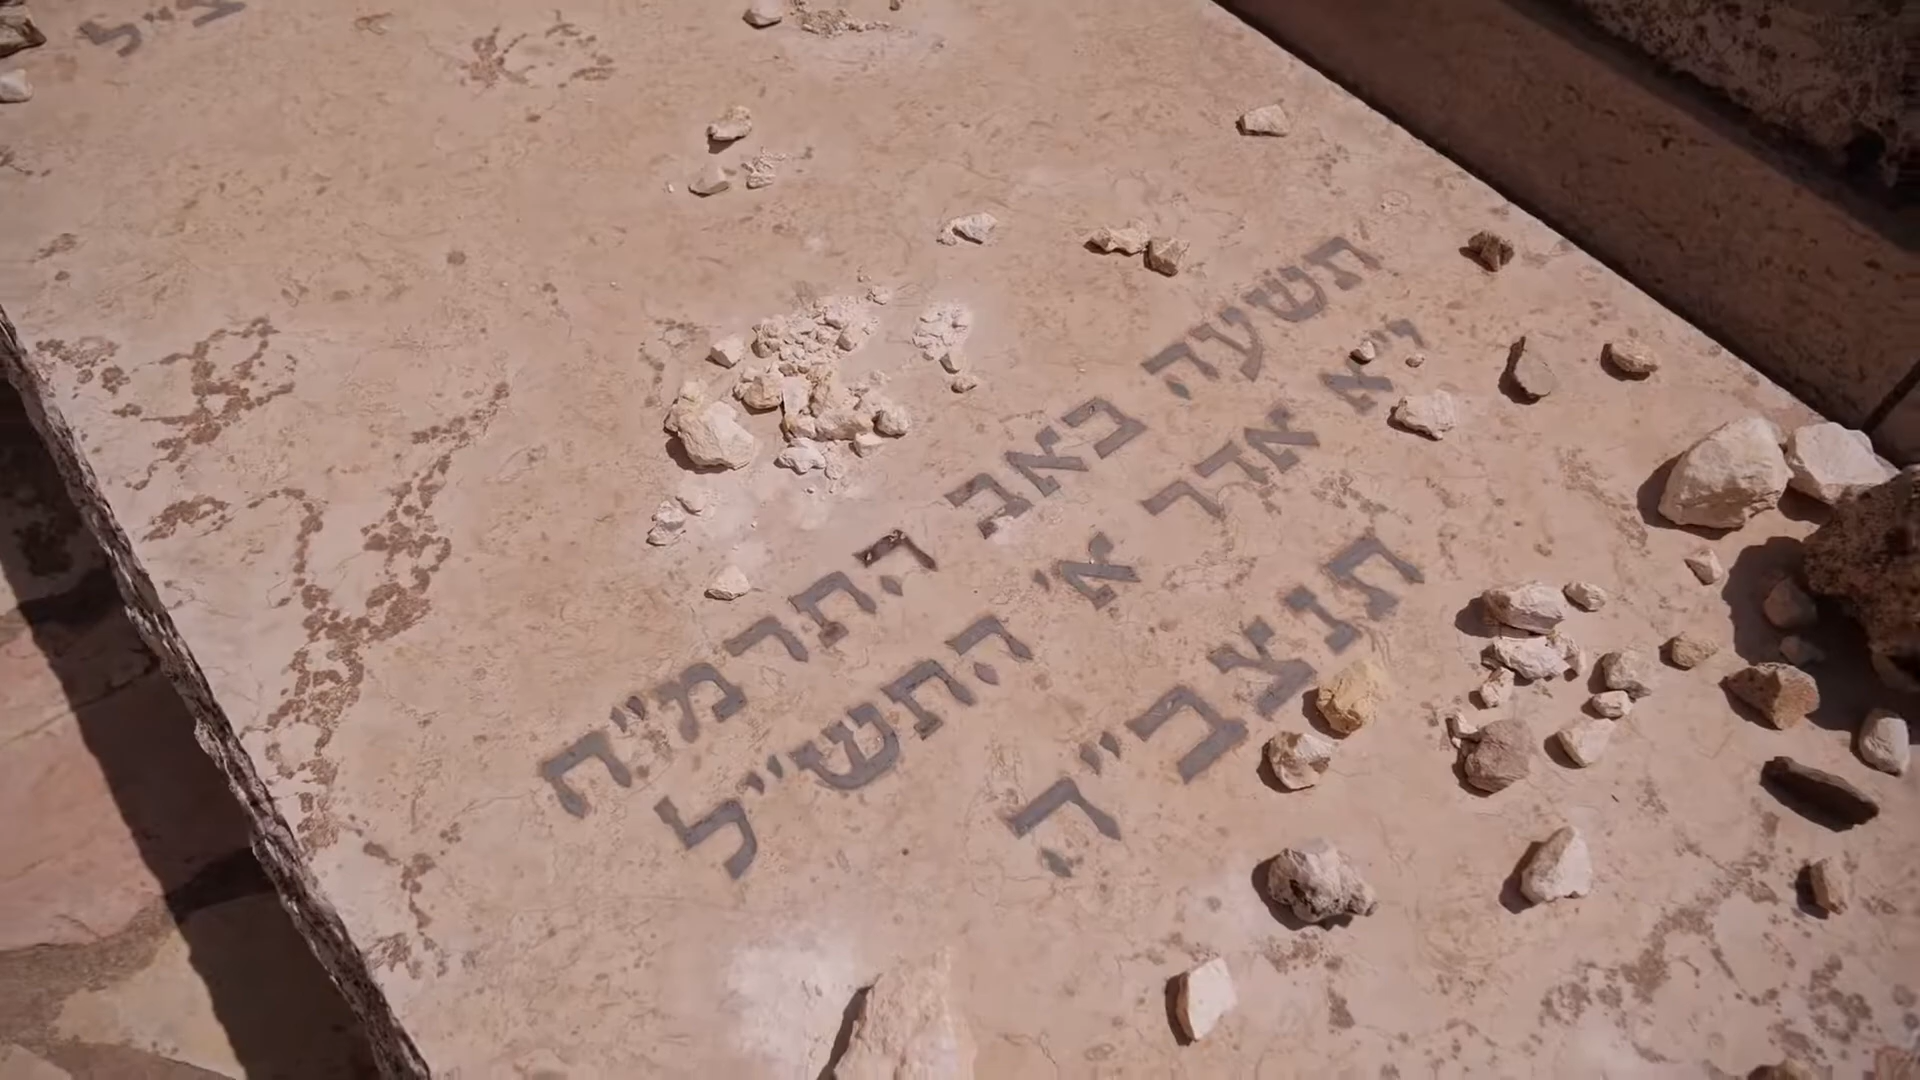 תשעה באב התרמ״ח
י״א אדר א׳ התש״ל
תנצב״ה